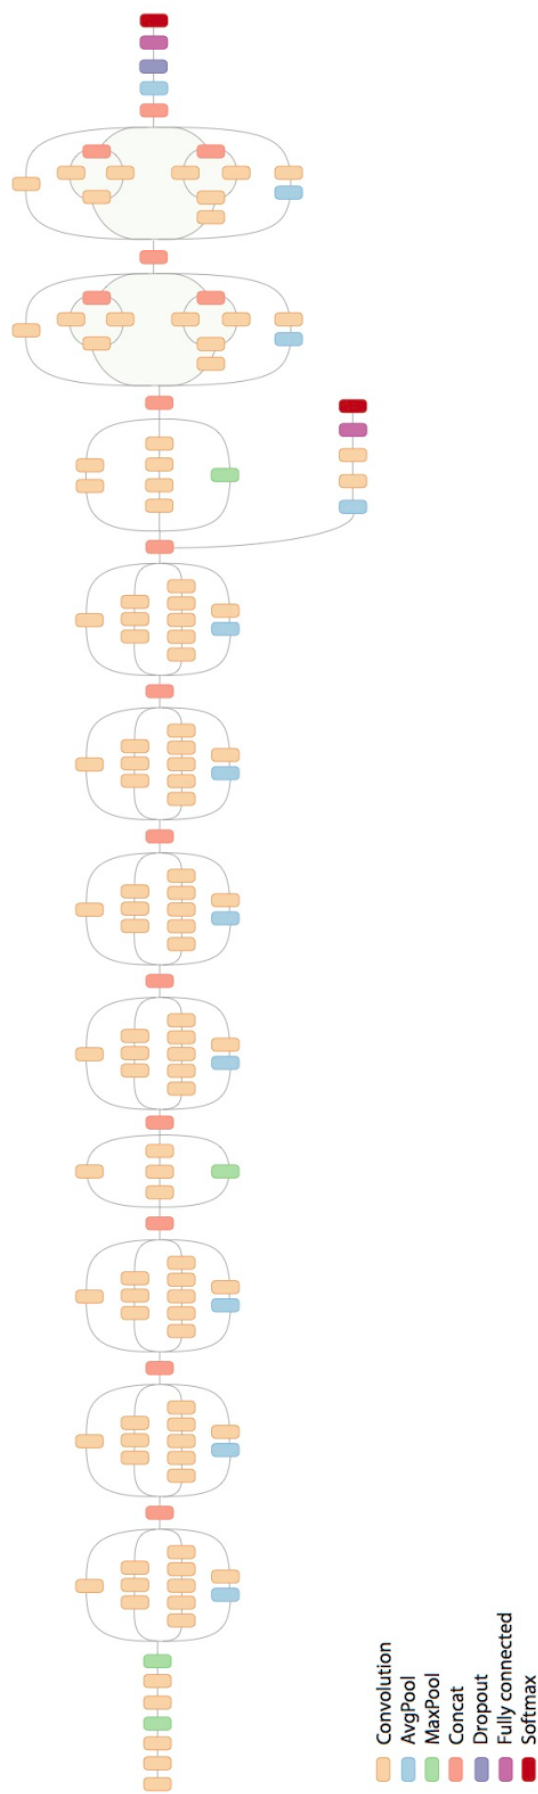 Convolution
AvgPool
MaxPool
Concat
Dropout
Fully connected
Softmax